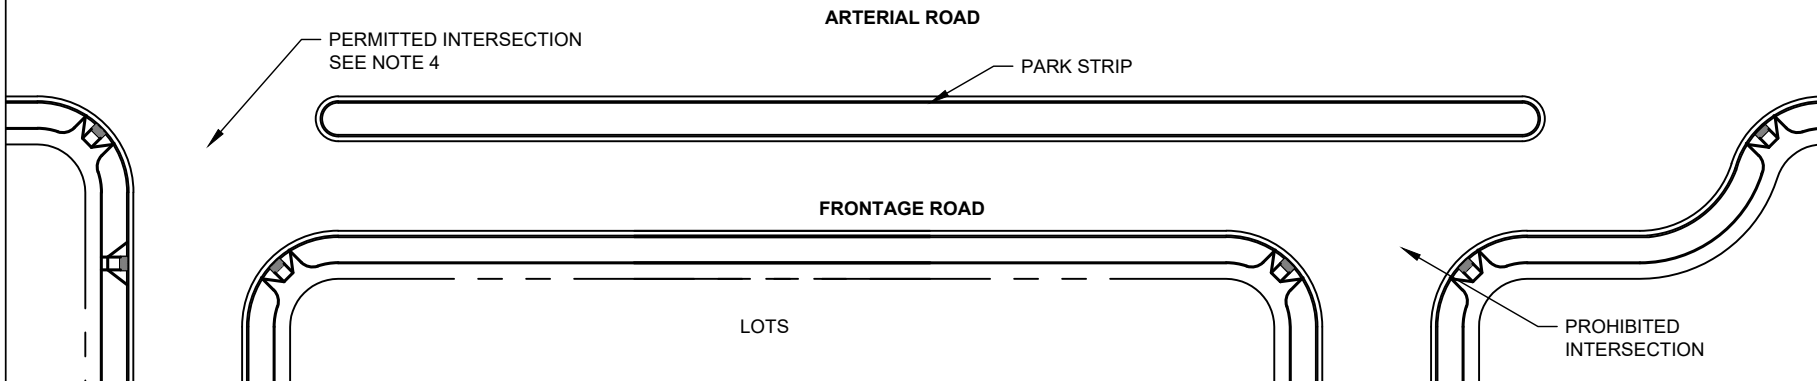 ARTERIAL ROAD
PERMITTED INTERSECTION
SEE NOTE 4
PARK STRIP
FRONTAGE ROAD
LOTS
PROHIBITED
INTERSECTION